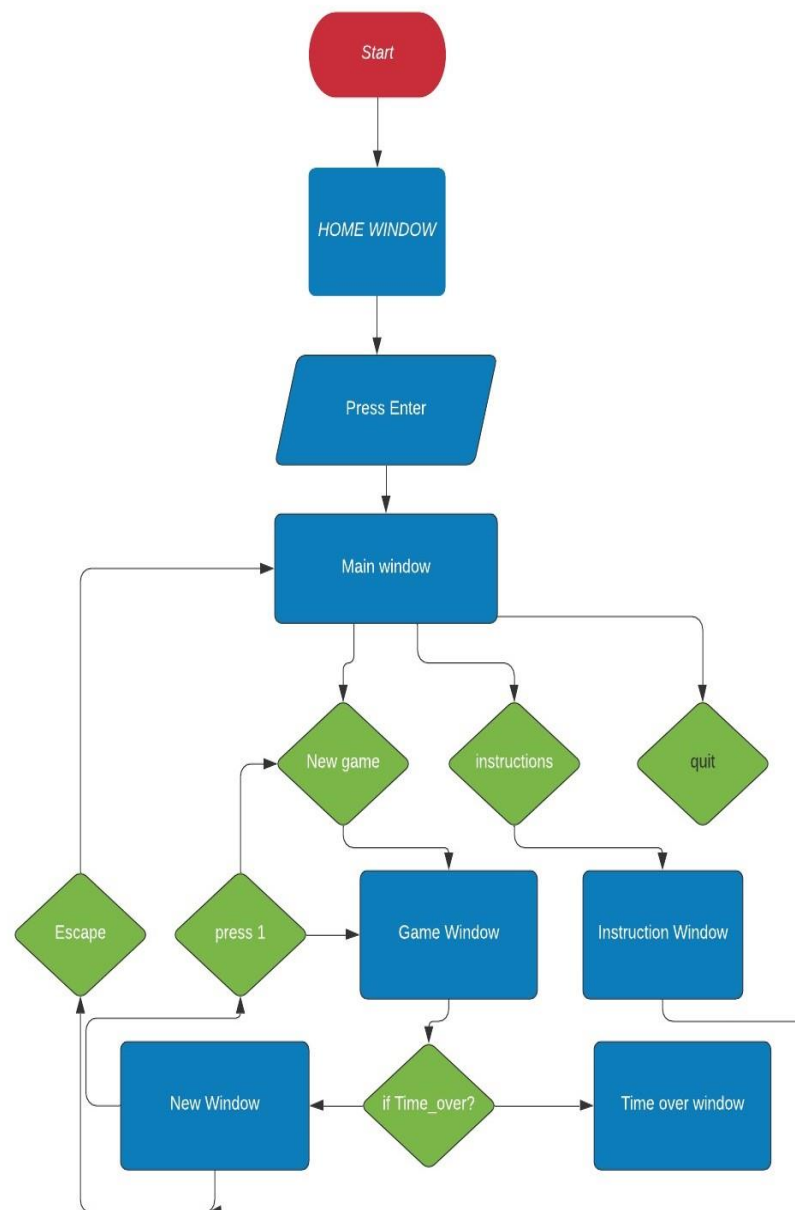 Start
HOME WINDOW
Press Enter
Main window
New game
instructions
quit
Escape
press 1
Game Window
Instruction Window
New Window
if Time_over?
Time over window